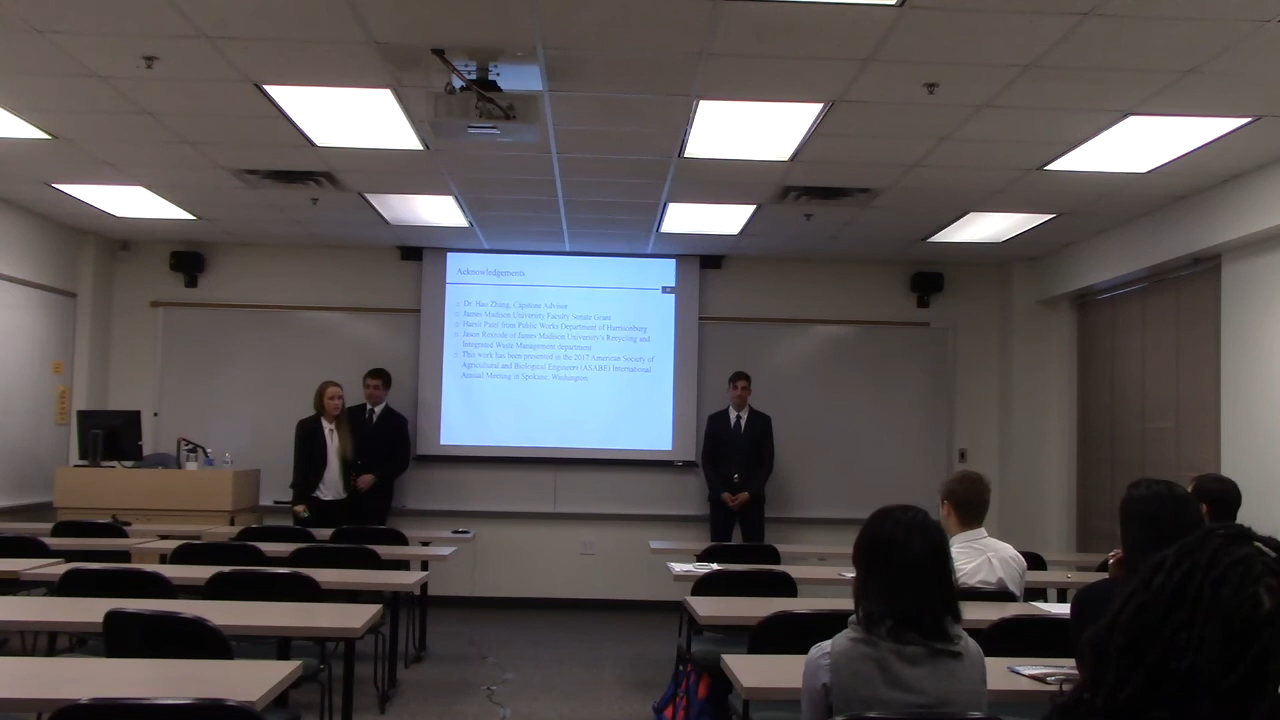 Acknowledgements
Dr. Hao Zhang, Capstone Advisor
James Madison University Faculty Senate Grant
Harsit Patel from Public Works Department of Harrisonburg
Jason Rexrode of James Madison University's Recycling and
Integrated Waste Management department
This work has been presented in the 2017 American Society of
Agricultural and Biological Engineers (ASABE) International
Annual Meeting in Spokane, Washington